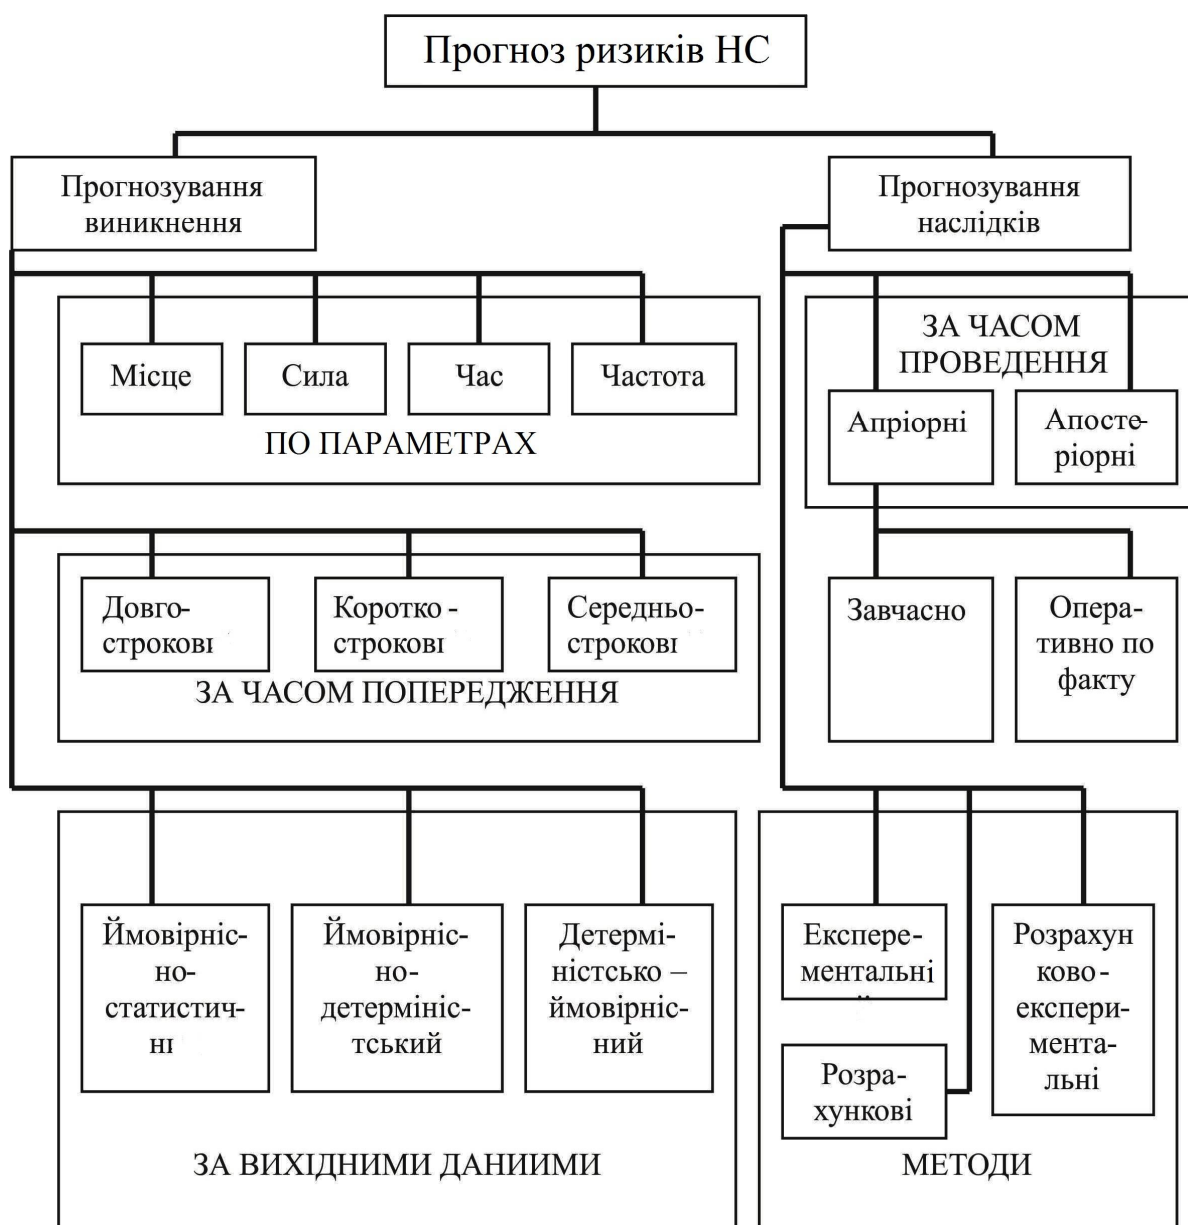 Прогноз ризиків НС
Прогнозування
виникнення
Прогнозування
наслідків
Місце
Сила
Час
Частота
ПО ПАРАМЕТРАХ
ЗА ЧАСОМ
ПРОВЕДЕННЯ
Апріорні
Апосте-
ріорні
Довго-
строкові
Коротко-
строкові
Середньо-
строкові
ЗА ЧАСОМ ПОПЕРЕДЖЕННЯ
Завчасно
Опера-
тивно по
факту
Ймовірніс-
но-
статистич-
ні
Ймовірніс-
но-
детермініс-
тський
Детермі-
ністсько –
ймовірніс-
ний
ЗА ВИХІДНИМИ ДАНИИМИ
Експере-
ментальні
Розра-
хункові
Розрахун
ково-
експери-
мента-
льні
МЕТОДИ